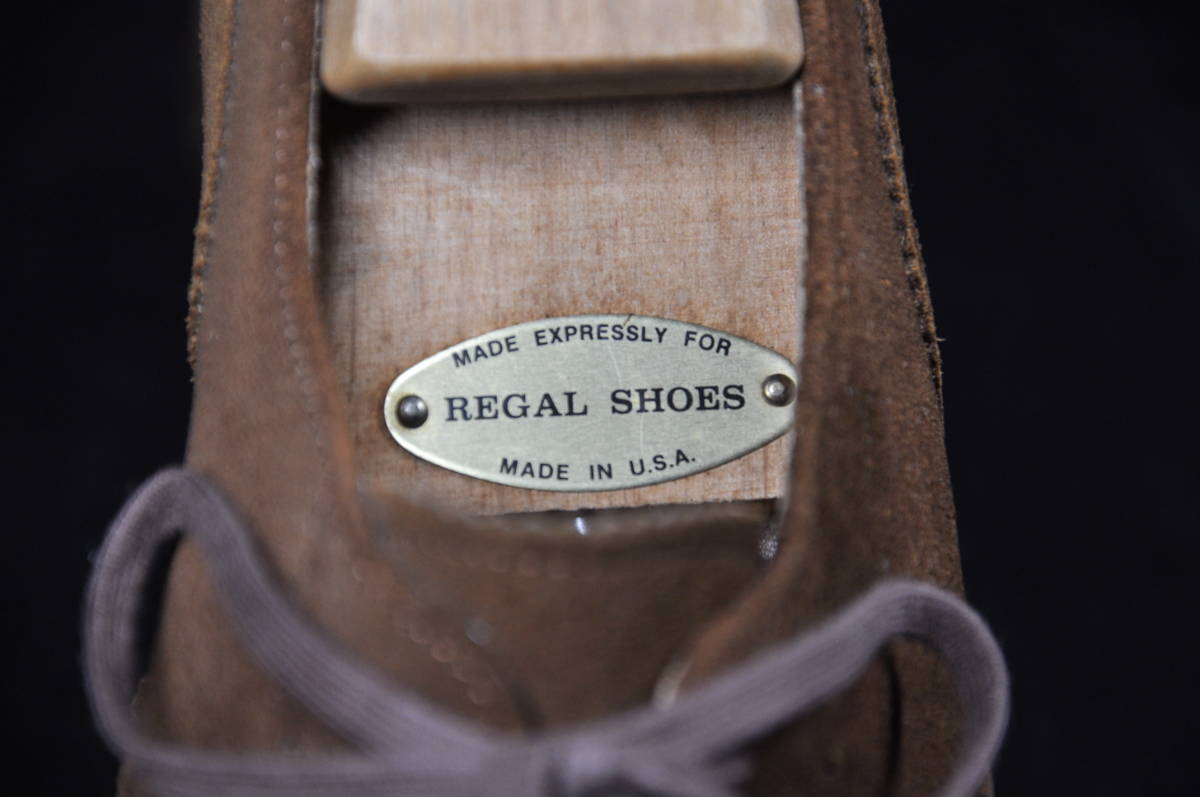 MADE EXPRESSLY FOR
REGAL SHOES
MADE IN U.S.A.